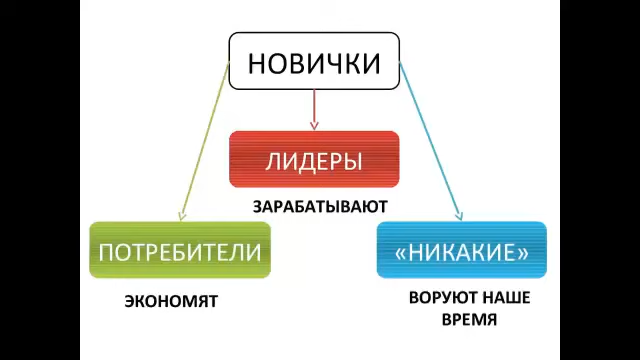 НОВИЧКИ
ЛИДЕРЫ
ЗАРАБАТЫВАЮТ
ПОТРЕБИТЕЛИ
ЭКОНОМЯТ
«НИКАКИЕ»
ВОРУЮТ НАШЕ
ВРЕМЯ